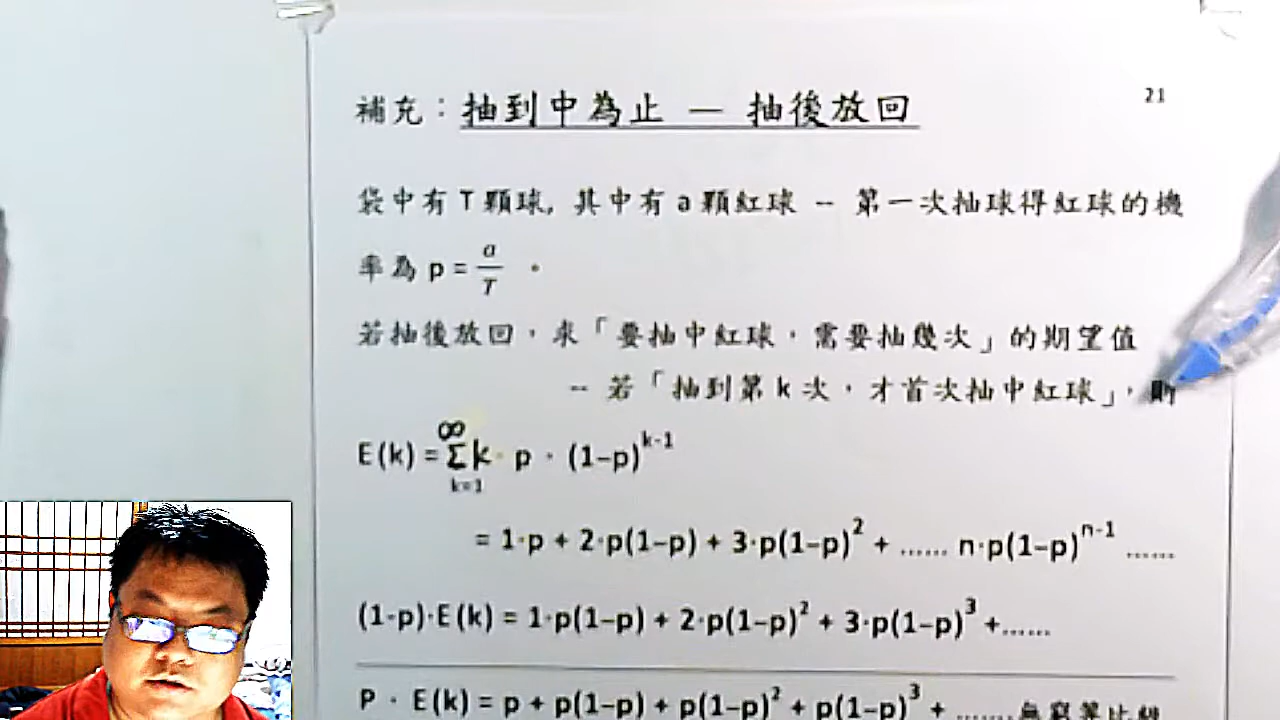 21
補充：抽到中為止 — 抽後放回
袋中有 T 顆球, 其中有 a 顆紅球 -- 第一次抽球得紅球的機
率為 p = a/T 。
若抽後放回，求「要抽中紅球，需要抽幾次」的期望值
-- 若「抽到第 k 次，才首次抽中紅球」，則
E(k) = ∞ Σ k=1 k · p · (1-p)^k-1
= 1·p + 2·p(1-p) + 3·p(1-p)^2 + …… n·p(1-p)^n-1 ……
(1-p)·E(k) = 1·p(1-p) + 2·p(1-p)^2 + 3·p(1-p)^3 +……
P · E(k) = p + p(1-p) + p(1-p)^2 + p(1-p)^3 + ……無窮等比級